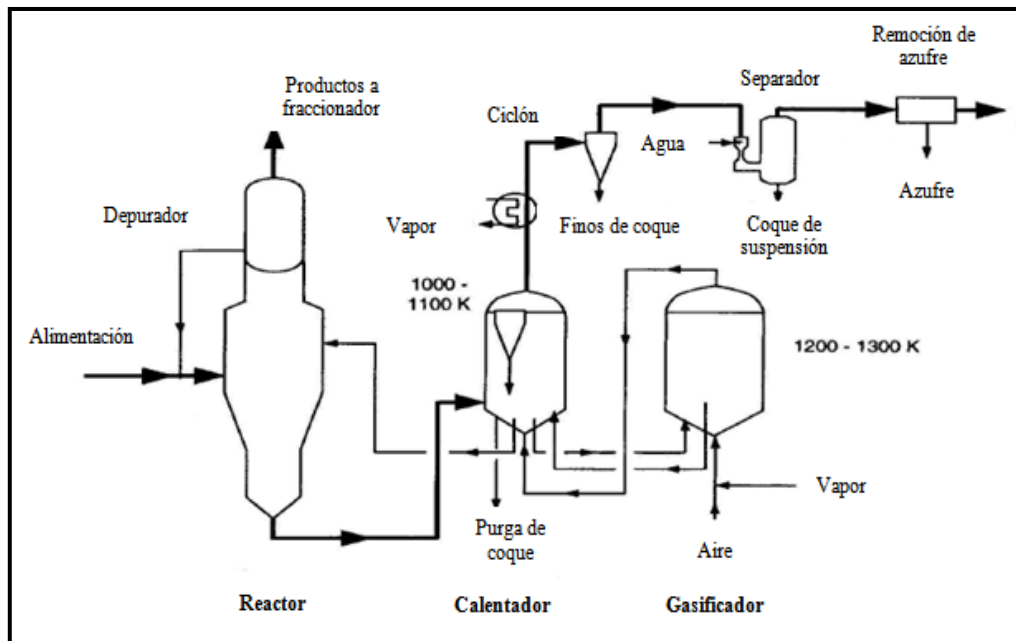 Remoción de
azufre
Productos a
fraccionador
Separador
Ciclón
Agua
Depurador
Vapor
Finos de coque
Coque de
suspensión
Azufre
1000 -
1100 K
Alimentación
1200 - 1300 K
Vapor
Purga de
coque
Aire
Reactor
Calentador
Gasificador